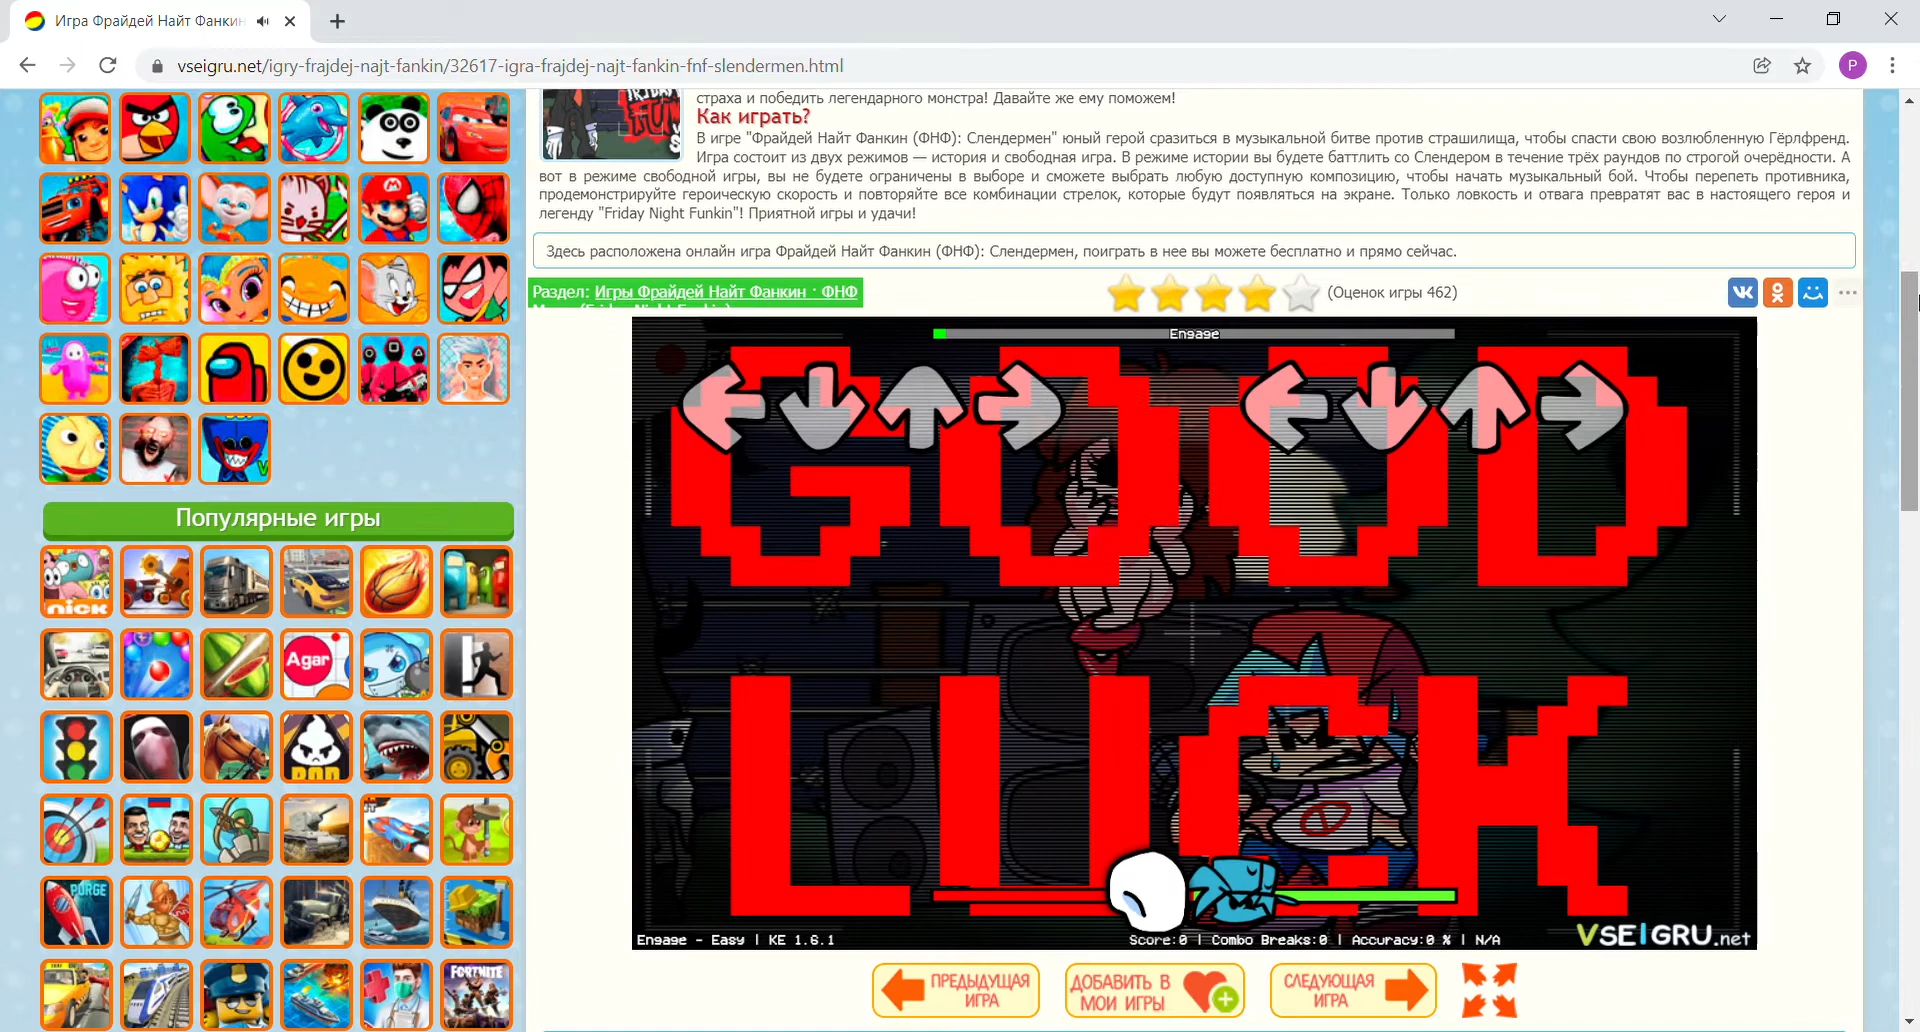 Игра Фрайдей Найт Фанкин
vseigru.net/igry-frajdej-najt-fankin/32617-igra-frajdej-najt-fankin-fnf-slendermen.html
P
страха и победить легендарного монстра! Давайте же ему поможем!
Как играть?
В игре "Фрайдей Найт Фанкин (ФНФ): Слендермен" юный герой сразиться в музыкальной битве против страшилища, чтобы спасти свою возлюбленную Гёрлфренд.
Игра состоит из двух режимов — история и свободная игра. В режиме истории вы будете баттлить со Слендером в течение трёх раундов по строгой очерёдности. А
вот в режиме свободной игры, вы не будете ограничены в выборе и сможете выбрать любую доступную композицию, чтобы начать музыкальный бой. Чтобы перепеть противника,
продемонстрируйте героическую скорость и повторяйте все комбинации стрелок, которые будут появляться на экране. Только ловкость и отвага превратят вас в настоящего героя и
легенду "Friday Night Funkin"! Приятной игры и удачи!
Здесь расположена онлайн игра Фрайдей Найт Фанкин (ФНФ): Слендермен, поиграть в нее вы можете бесплатно и прямо сейчас.
Раздел: Игры Фрайдей Найт Фанкин · ФНФ
(Оценок игры 462)
Engage
GOOD
LUCK
Engage - Easy | KE 1.6.1
Score:0 | Combo Breaks:0 | Accuracy:0 % | N/A
VSEIGRU.net
ПРЕДЫДУЩАЯ
ИГРА
ДОБАВИТЬ В
МОИ ИГРЫ
СЛЕДУЮЩАЯ
ИГРА
Популярные игры
nick
Agar
PURGE
FORTNITE